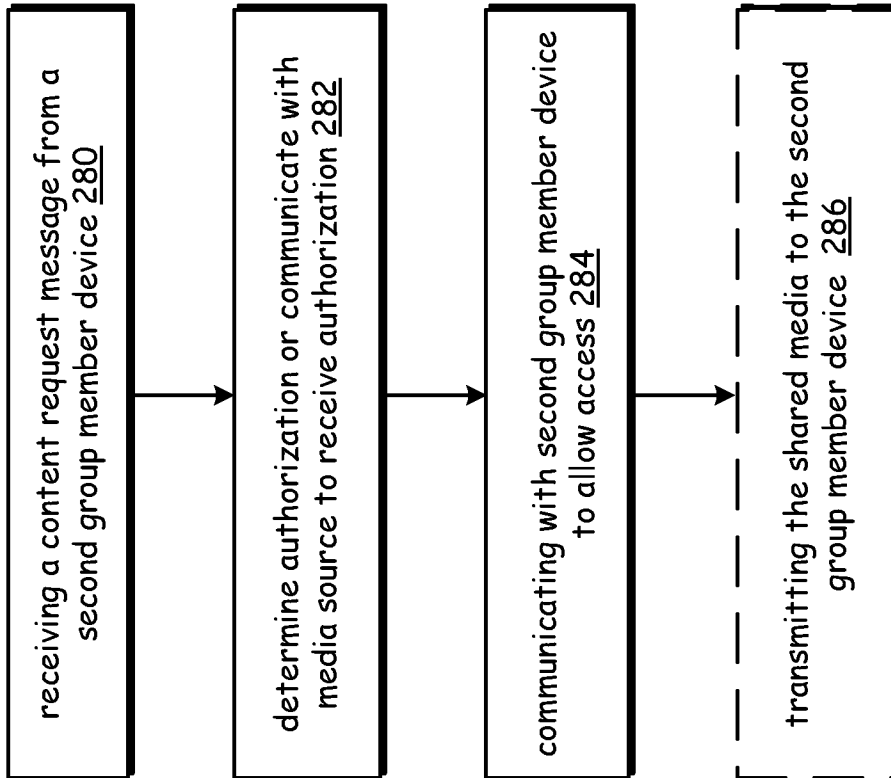 receiving a content request message from a
second group member device 280
determine authorization or communicate with
media source to receive authorization 282
communicating with second group member device
to allow access 284
transmitting the shared media to the second
group member device 286